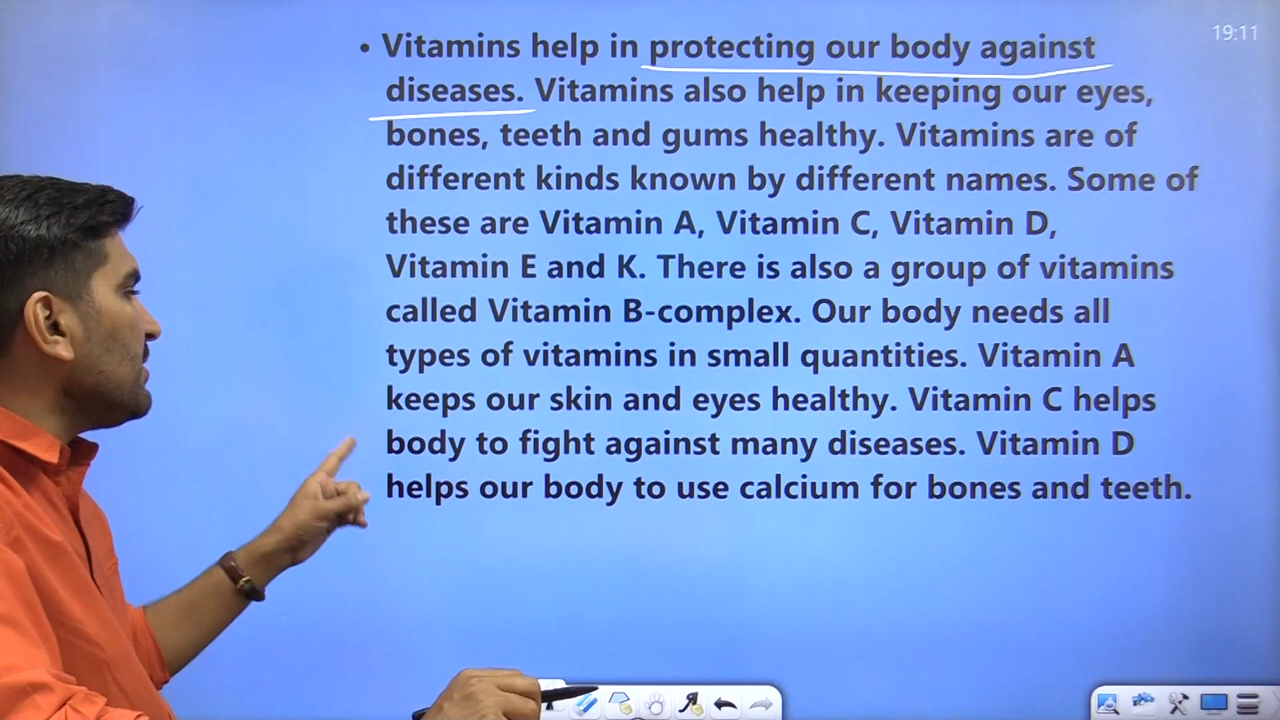 19:11
• Vitamins help in protecting our body against
diseases. Vitamins also help in keeping our eyes,
bones, teeth and gums healthy. Vitamins are of
different kinds known by different names. Some of
these are Vitamin A, Vitamin C, Vitamin D,
Vitamin E and K. There is also a group of vitamins
called Vitamin B-complex. Our body needs all
types of vitamins in small quantities. Vitamin A
keeps our skin and eyes healthy. Vitamin C helps
body to fight against many diseases. Vitamin D
helps our body to use calcium for bones and teeth.